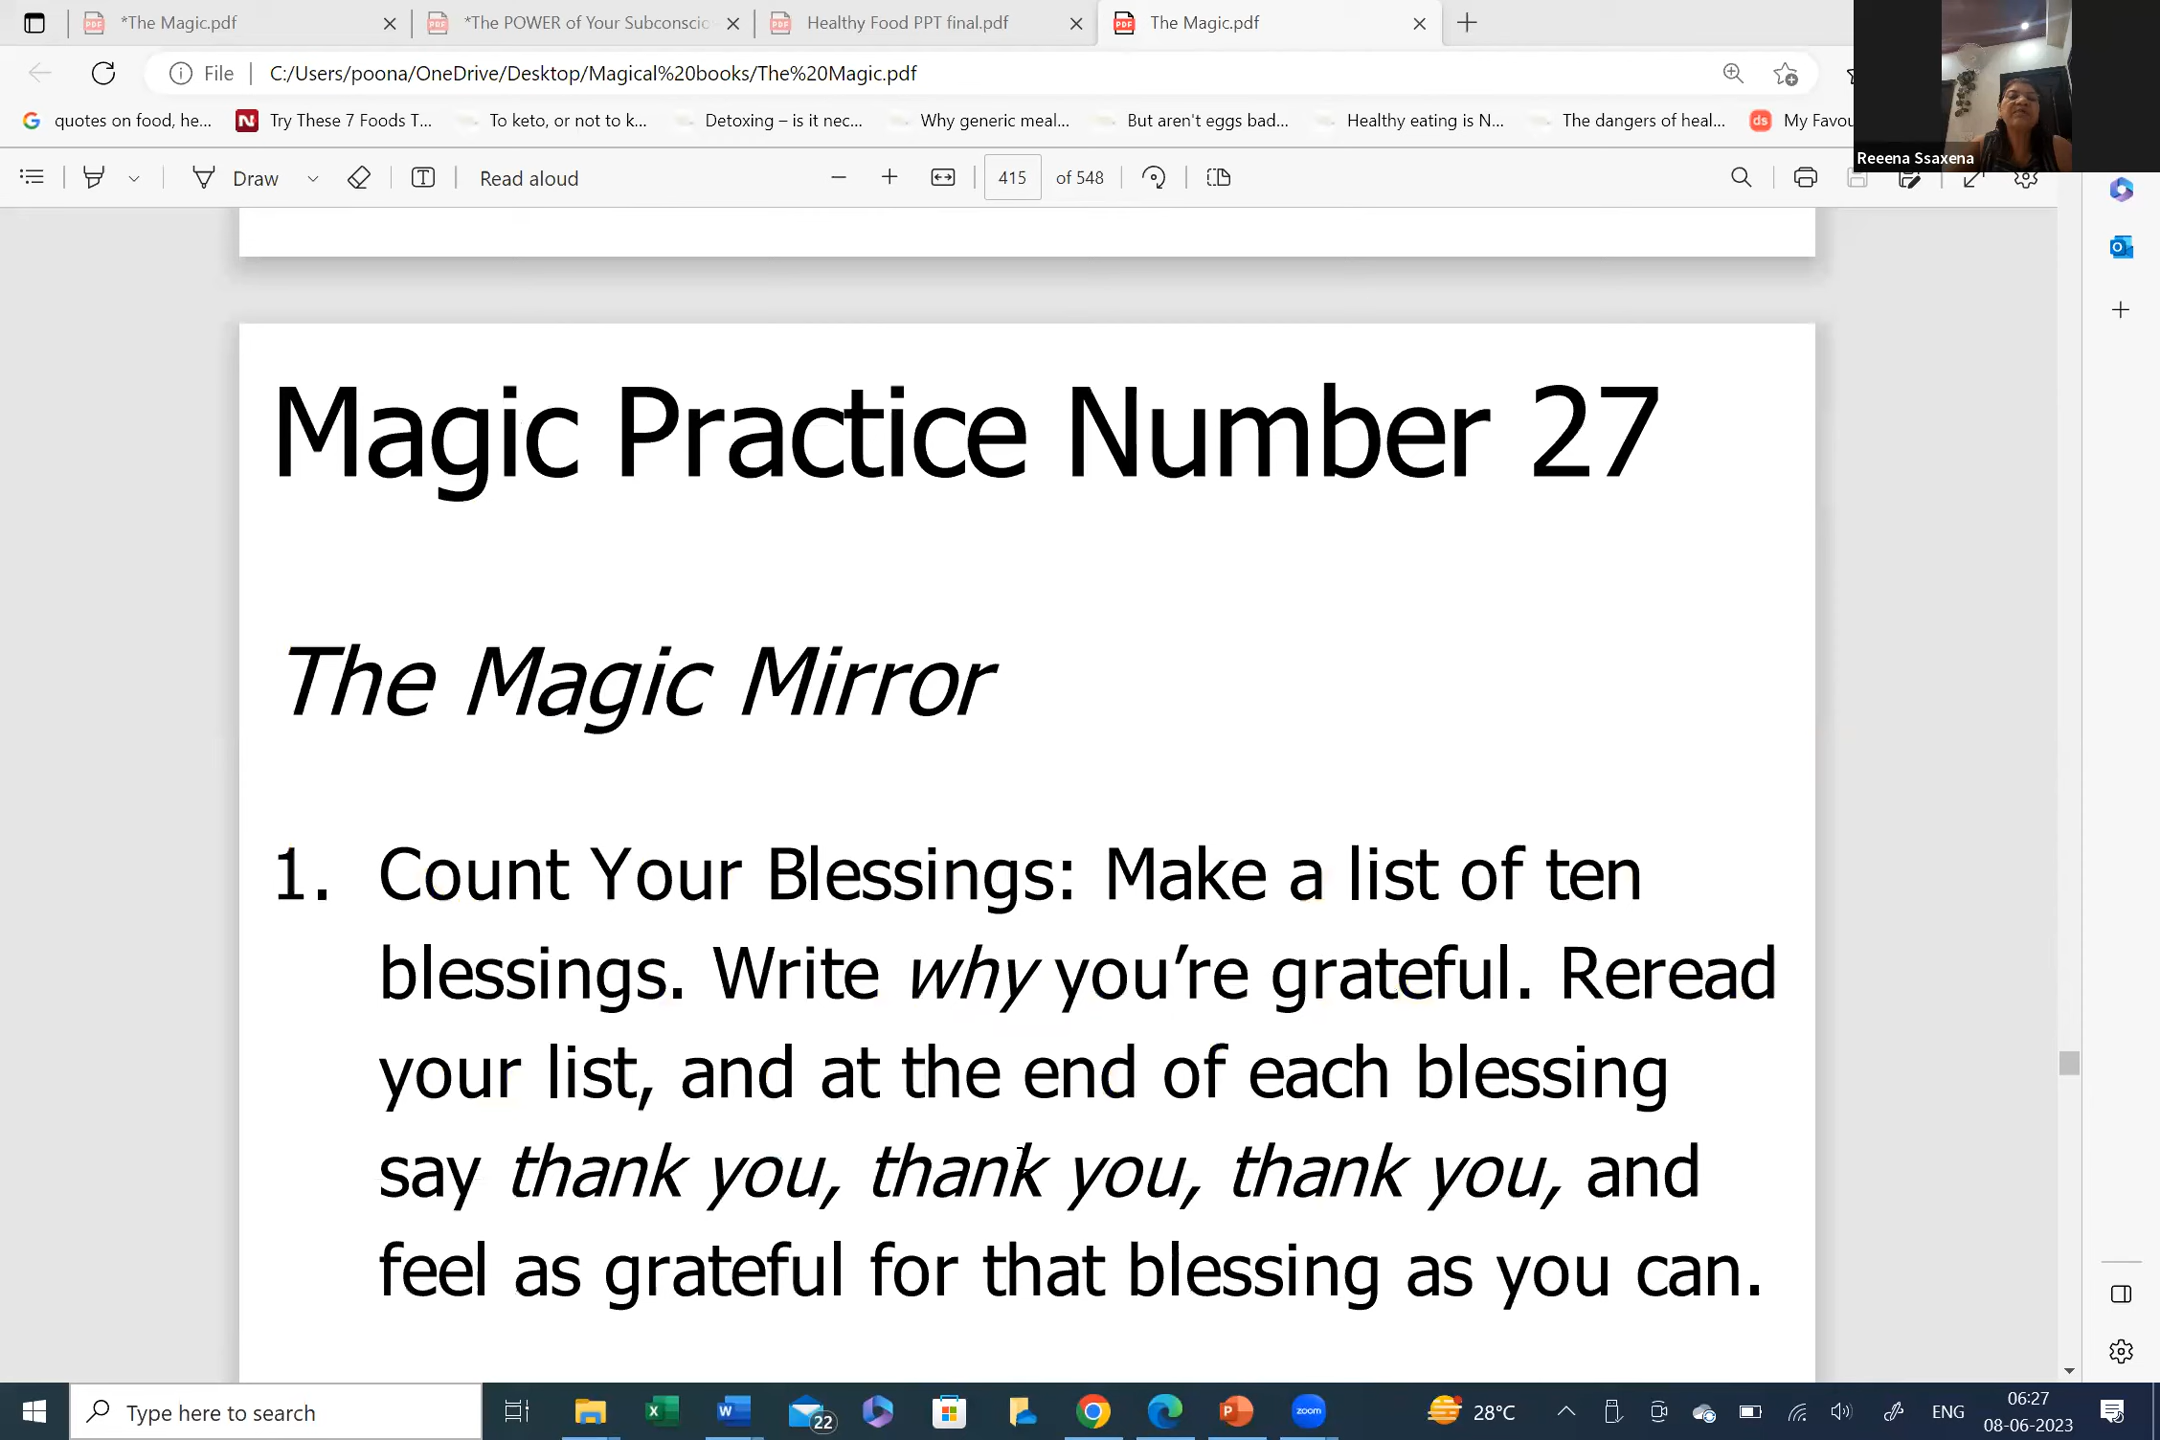 *The Magic.pdf
*The POWER of Your Subconscio
Healthy Food PPT final.pdf
The Magic.pdf
File
C:/Users/poona/OneDrive/Desktop/Magical%20books/The%20Magic.pdf
quotes on food, he...
Try These 7 Foods T...
To keto, or not to k...
Detoxing – is it nec...
Why generic meal...
But aren't eggs bad...
Healthy eating is N...
The dangers of heal...
ds
My Favou
Reeena Ssaxena
Draw
Read aloud
415
of 548
Magic Practice Number 27
The Magic Mirror
1. Count Your Blessings: Make a list of ten
blessings. Write why you’re grateful. Reread
your list, and at the end of each blessing
say thank you, thank you, thank you, and
feel as grateful for that blessing as you can.
Type here to search
22
zoom
28°C
ENG
06:27
08-06-2023